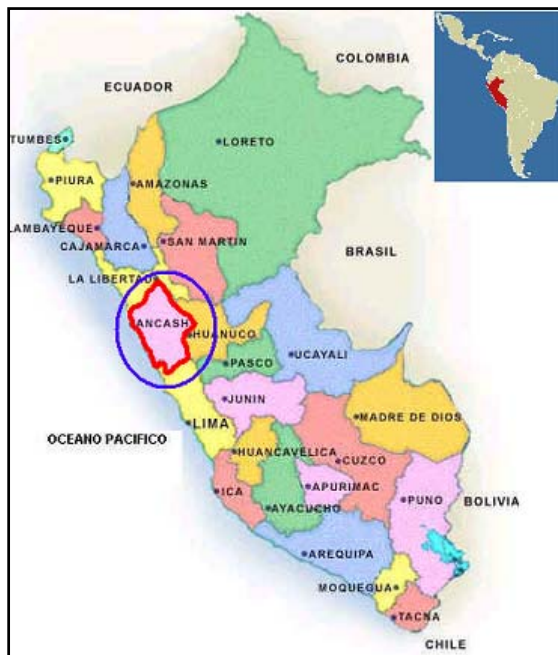 COLOMBIA
ECUADOR
TUMBES
LORETO
PIURA
AMAZONAS
LAMBAYEQUE
CAJAMARCA
SAN MARTIN
BRASIL
LA LIBERTAD
ANCASH
HUANUCO
UCAYALI
PASCO
JUNIN
MADRE DE DIOS
LIMA
OCEANO PACIFICO
HUANCAVELICA
CUZCO
ICA
APURIMAC
PUNO
BOLIVIA
AYACUCHO
AREQUIPA
MOQUEGUA
TACNA
CHILE